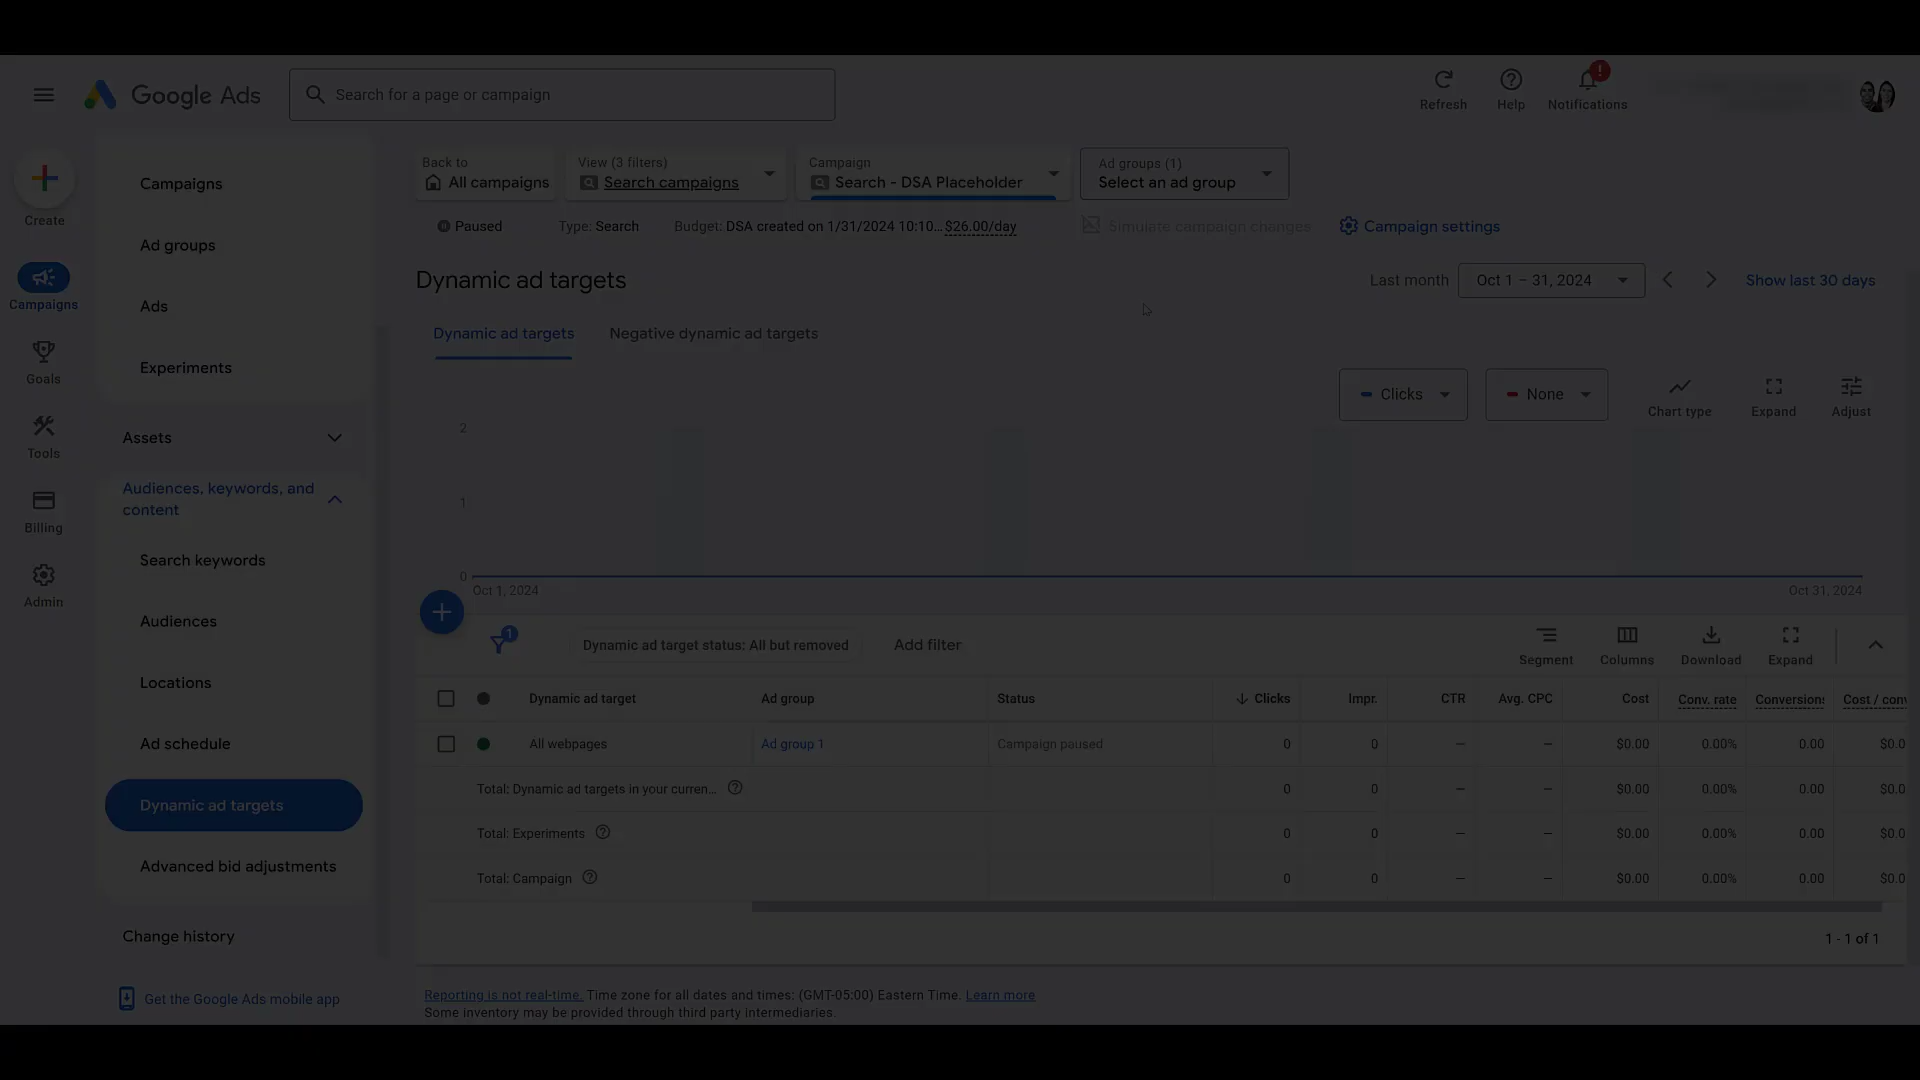 Google Ads
Search for a page or campaign
Refresh
Help
!
Notifications
Create
Campaigns
Goals
Tools
Billing
Admin
Campaigns
Ad groups
Ads
Experiments
Assets
Audiences, keywords, and
content
Search keywords
Audiences
Locations
Ad schedule
Dynamic ad targets
Advanced bid adjustments
Change history
Get the Google Ads mobile app
Back to
All campaigns
View (3 filters)
Search campaigns
Campaign
Search - DSA Placeholder
Ad groups (1)
Select an ad group
Paused
Type: Search
Budget: DSA created on 1/31/2024 10:10... $26.00/day
Simulate campaign changes
Campaign settings
Dynamic ad targets
Last month
Oct 1 – 31, 2024
Show last 30 days
Dynamic ad targets
Negative dynamic ad targets
Clicks
None
Chart type
Expand
Adjust
2
1
0
Oct 1, 2024
Oct 31, 2024
1
Dynamic ad target status: All but removed
Add filter
Segment
Columns
Download
Expand
Dynamic ad target Ad group Status Clicks Impr. CTR Avg. CPC Cost Conv. rate Conversions Cost / conv
All webpages Ad group 1 Campaign paused 0 0 — — $0.00 0.00% 0.00 $0.0
Total: Dynamic ad targets in your curren... 0 0 — — $0.00 0.00% 0.00 $0.0
Total: Experiments 0 0 — — $0.00 0.00% 0.00 $0.0
Total: Campaign 0 0 — — $0.00 0.00% 0.00 $0.0
1 - 1 of 1
Reporting is not real-time. Time zone for all dates and times: (GMT-05:00) Eastern Time. Learn more
Some inventory may be provided through third party intermediaries.